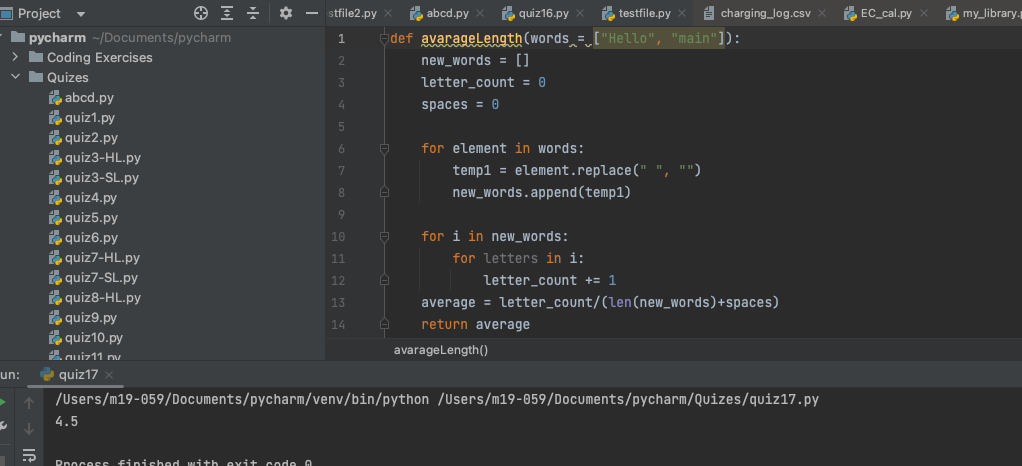 Project
stfile2.py
abcd.py
quiz16.py
testfile.py
charging_log.csv
EC_cal.py
my_library.p
pycharm ~/Documents/pycharm
Coding Exercises
Quizes
abcd.py
quiz1.py
quiz2.py
quiz3-HL.py
quiz3-SL.py
quiz4.py
quiz5.py
quiz6.py
quiz7-HL.py
quiz7-SL.py
quiz8-HL.py
quiz9.py
quiz10.py
quiz11.py
1 def avarageLength(words = ["Hello", "main"]):
2 new_words = []
3 letter_count = 0
4 spaces = 0
5
6 for element in words:
7 temp1 = element.replace(" ", "")
8 new_words.append(temp1)
9
10 for i in new_words:
11 for letters in i:
12 letter_count += 1
13 average = letter_count/(len(new_words)+spaces)
14 return average
avarageLength()
un: quiz17
/Users/m19-059/Documents/pycharm/venv/bin/python /Users/m19-059/Documents/pycharm/Quizes/quiz17.py
4.5
Process finished with exit code 0